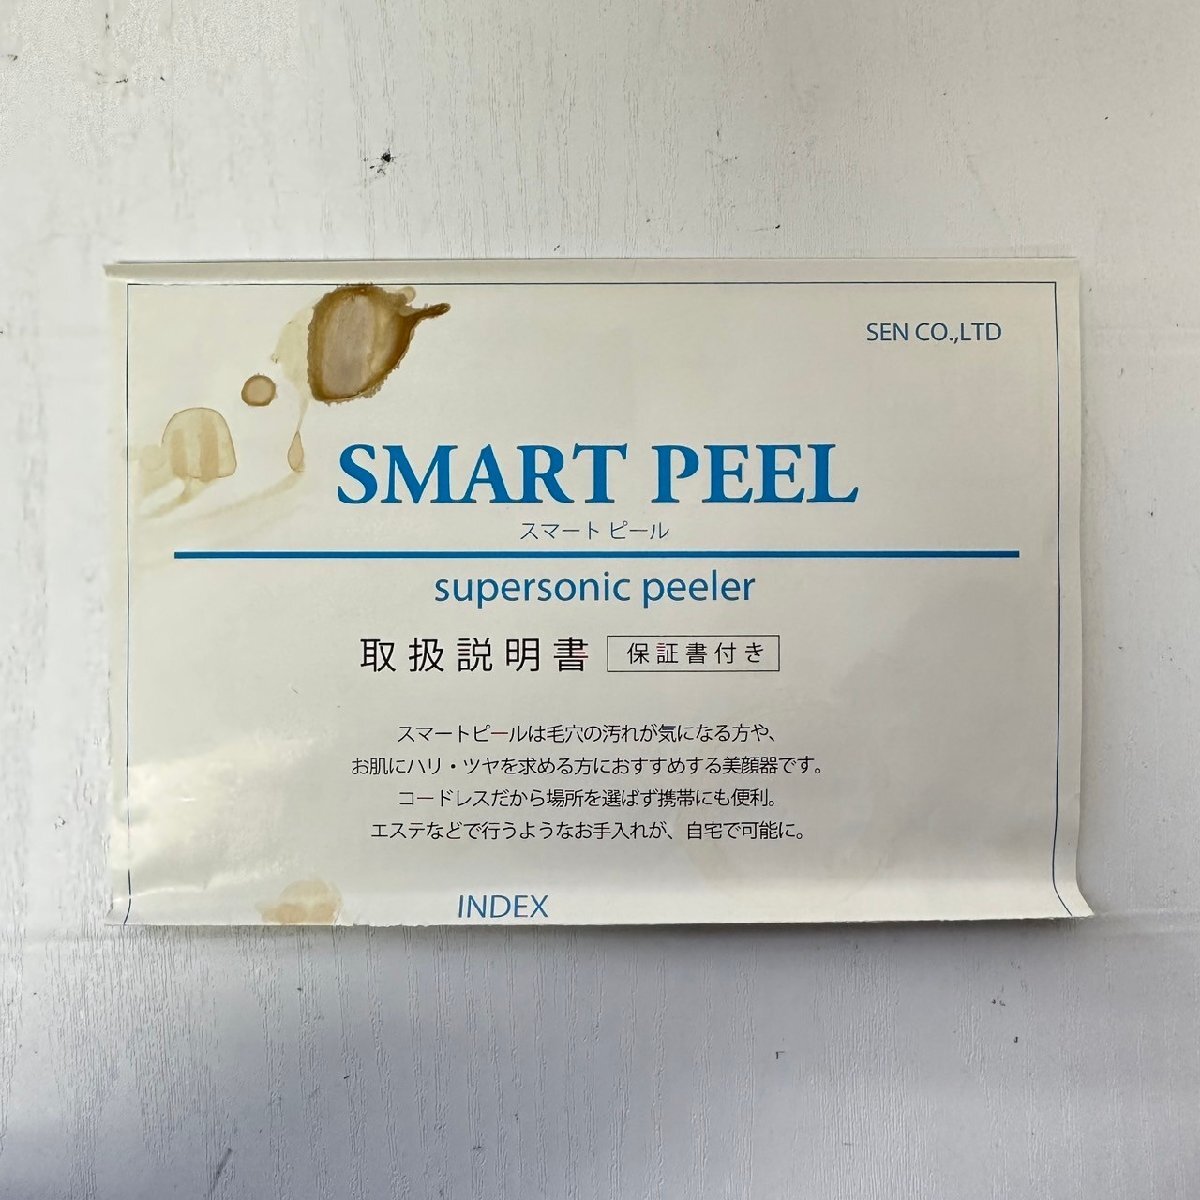 SEN CO.,LTD
SMART PEEL
スマートピール
supersonic peeler
取扱説明書 保証書付き
スマートピールは毛穴の汚れが気になる方や、
お肌にハリ・ツヤを求める方におすすめする美顔器です。
コードレスだから場所を選ばず携帯にも便利。
エステなどで行うようなお手入れが、自宅で可能に。
INDEX